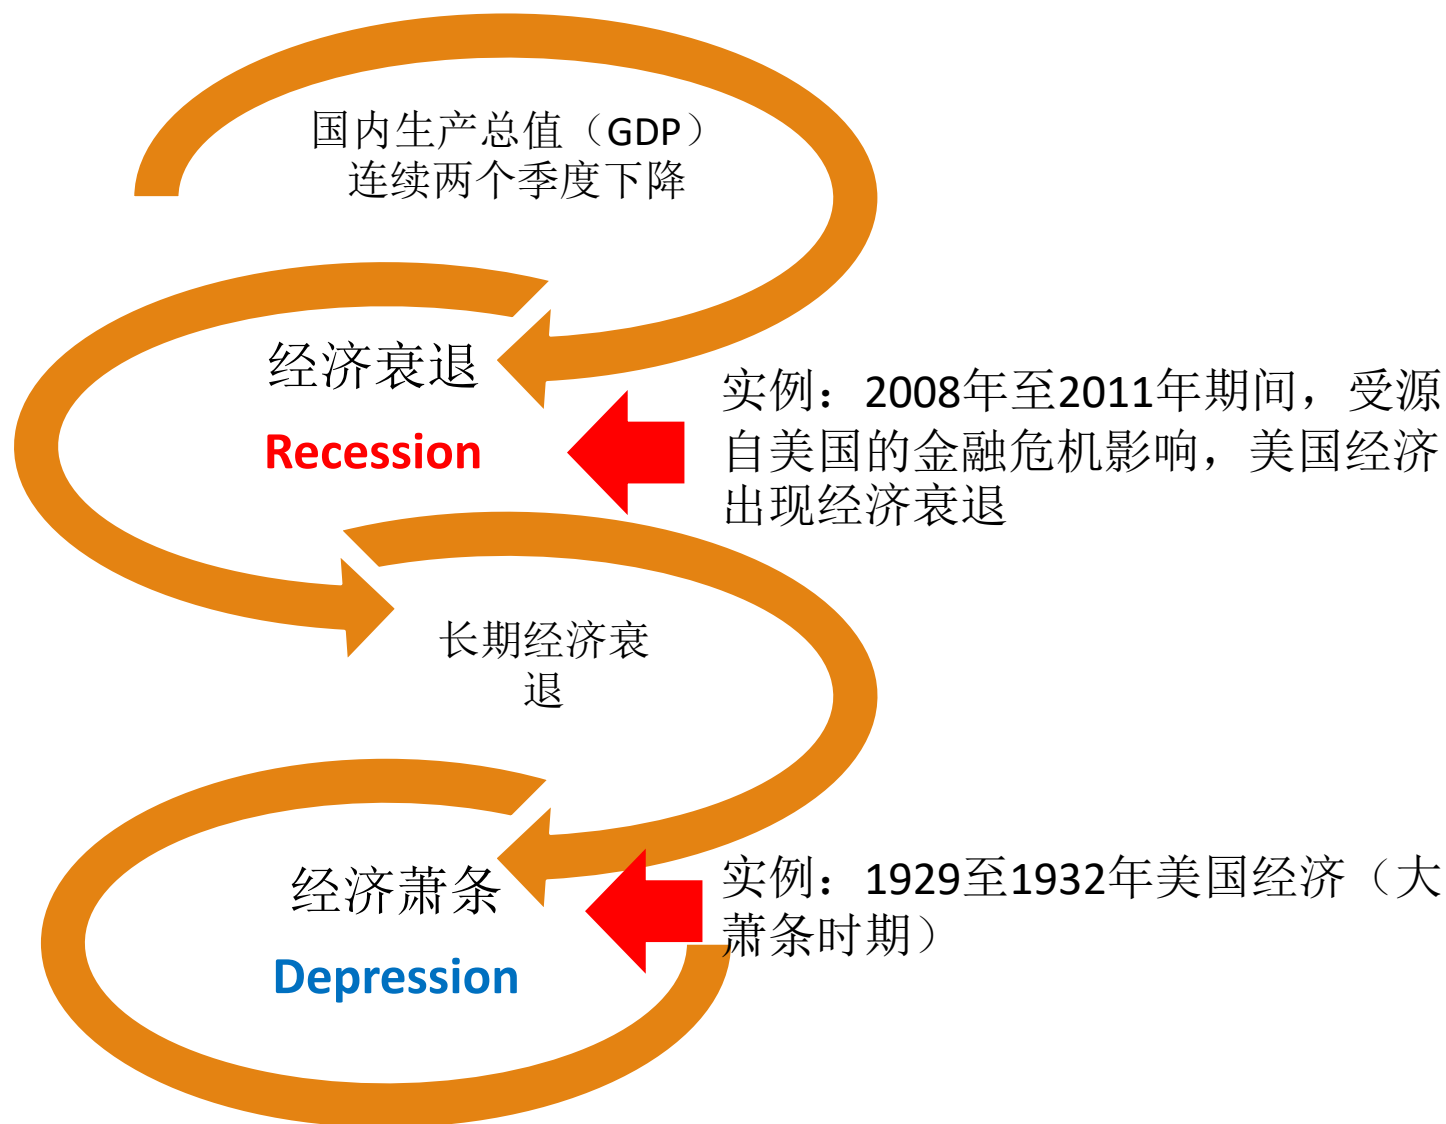 国内生产总值（GDP）
连续两个季度下降
经济衰退
Recession
实例：2008年至2011年期间，受源
自美国的金融危机影响，美国经济
出现经济衰退
长期经济衰
退
经济萧条
Depression
实例：1929至1932年美国经济（大
萧条时期）